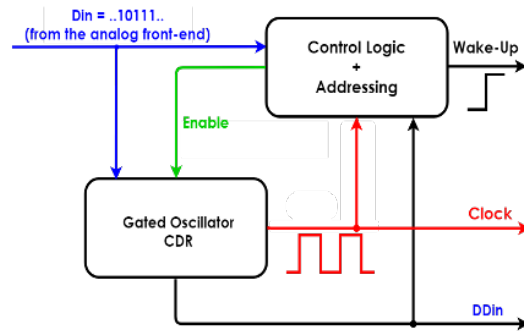 Din = ..10111..
(from the analog front-end)
Control Logic
+
Addressing
Wake-Up
Enable
Gated Oscillator
CDR
Clock
DDin